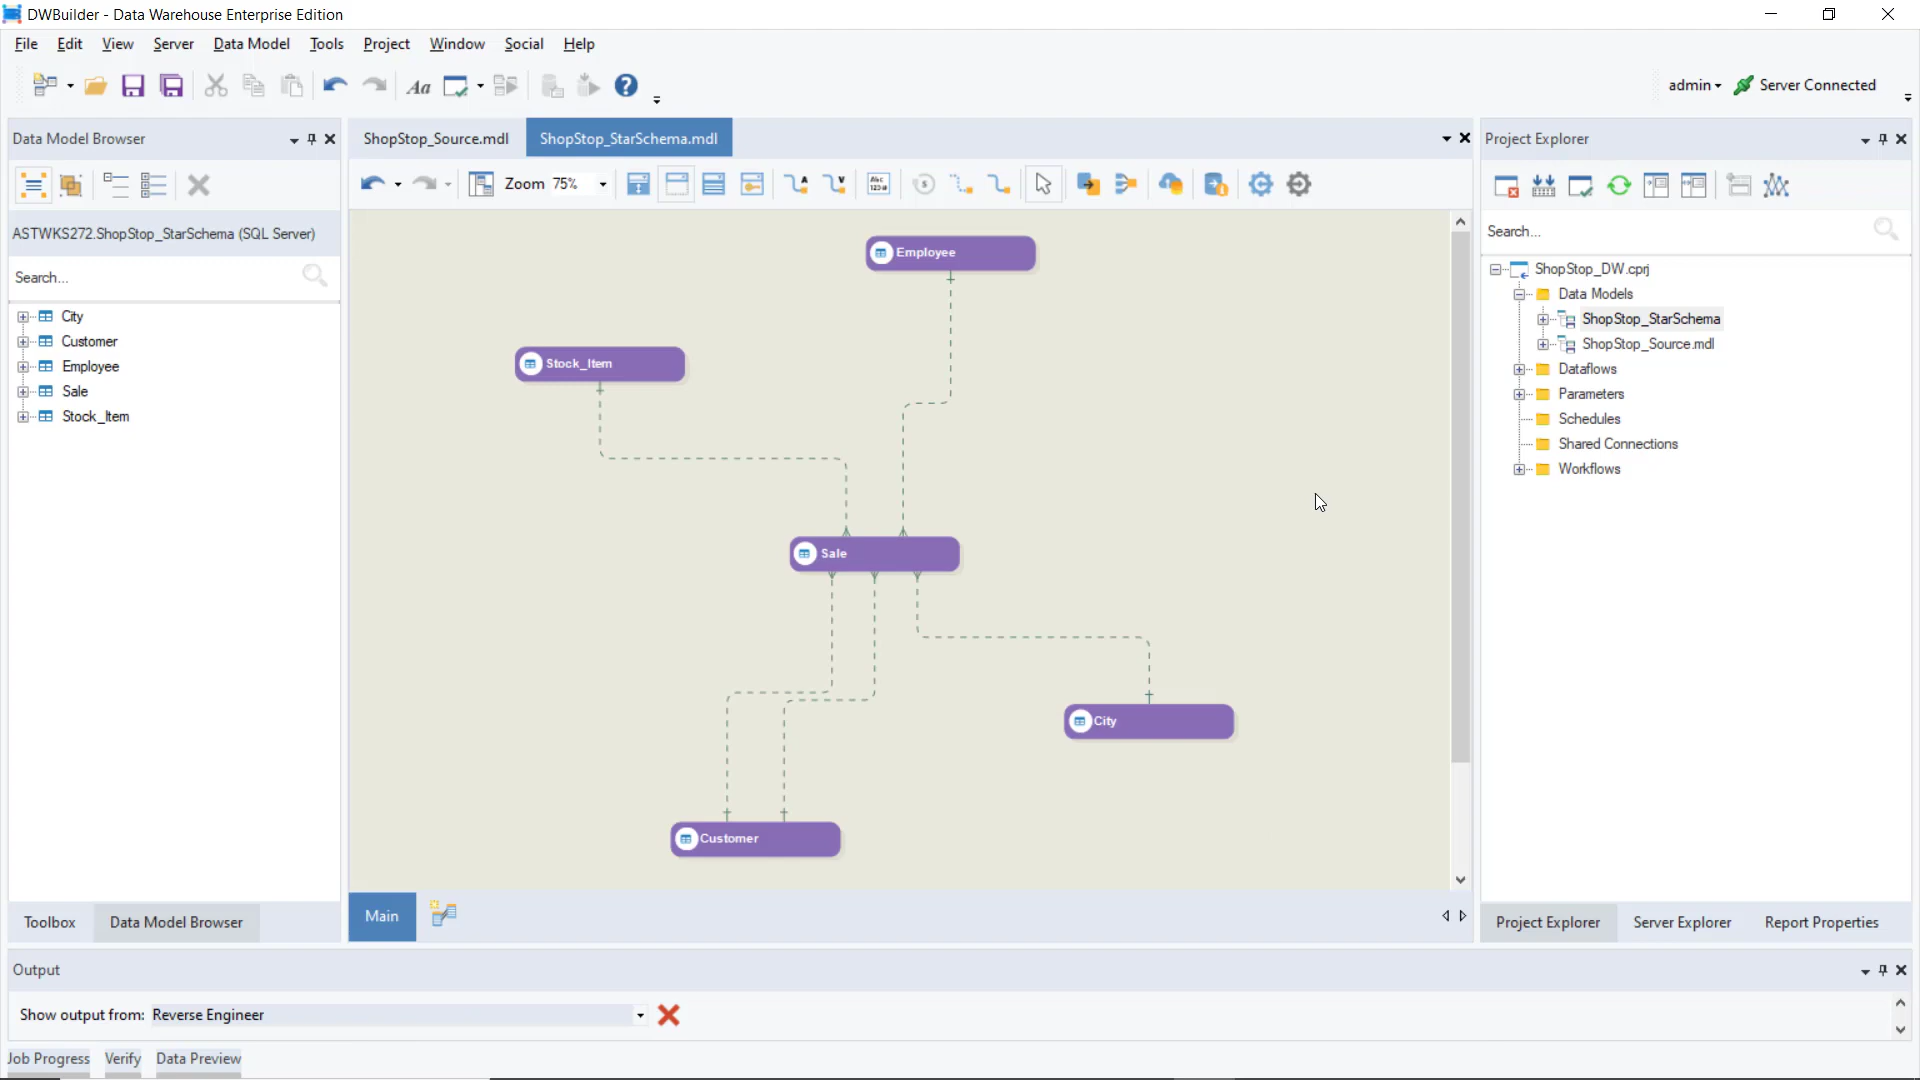 DWBuilder - Data Warehouse Enterprise Edition
File Edit View Server Data Model Tools Project Window Social Help
Aa
admin
Server Connected
Data Model Browser
ASTWKS272.ShopStop_StarSchema (SQL Server)
Search...
City
Customer
Employee
Sale
Stock_Item
Toolbox
Data Model Browser
ShopStop_Source.mdl
ShopStop_StarSchema.mdl
Zoom 75%
Employee
Stock_Item
Sale
City
Customer
Main
Project Explorer
Search...
ShopStop_DW.cprj
Data Models
ShopStop_StarSchema
ShopStop_Source.mdl
Dataflows
Parameters
Schedules
Shared Connections
Workflows
Project Explorer
Server Explorer
Report Properties
Output
Show output from: Reverse Engineer
Job Progress
Verify
Data Preview